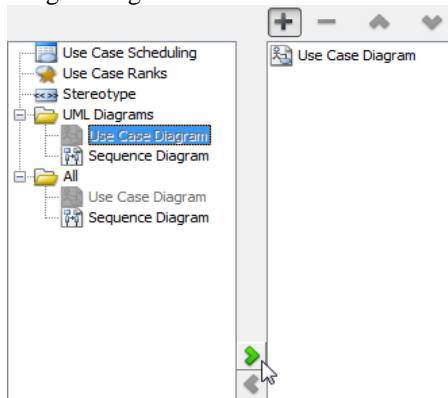 Use Case Scheduling
Use Case Ranks
Stereotype
UML Diagrams
Use Case Diagram
Sequence Diagram
All
Use Case Diagram
Sequence Diagram
Use Case Diagram